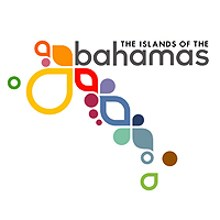 THE ISLANDS OF THE
bahamas